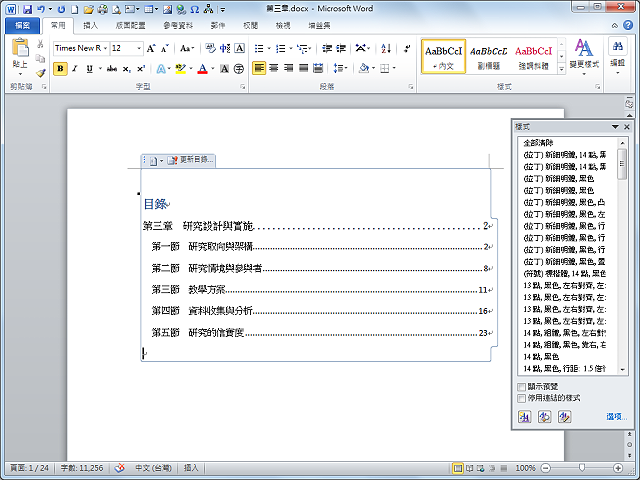 第三章.docx - Microsoft Word
檔案 常用 插入 版面配置 參考資料 郵件 校閱 檢視 增益集
Times New R 12
貼上
B I U abc x₂ x²
AaBbCcI AaBbCcI AaBbCcI
內文 副標題 強調斜體
變更樣式
編輯
剪貼簿 字型 段落 樣式
更新目錄...
目錄
第三章 研究設計與實施 2
第一節 研究取向與架構 2
第二節 研究情境與參與者 8
第三節 教學方案 11
第四節 資料收集與分析 16
第五節 研究的信實度 23
樣式
全部清除
(拉丁) 新細明體, 14 點, 黑
(拉丁) 新細明體, 14 點, 黑
(拉丁) 新細明體, 黑色
(拉丁) 新細明體, 黑色
(拉丁) 新細明體, 黑色, 凸
(拉丁) 新細明體, 黑色, 左
(拉丁) 新細明體, 黑色, 行
(拉丁) 新細明體, 黑色, 行
(拉丁) 新細明體, 黑色, 行
(拉丁) 新細明體, 黑色, 置
(符號) 標楷體, 14 點, 黑色
13 點, 黑色, 左右對齊, 左:
13 點, 黑色, 左右對齊, 左:
13 點, 黑色, 左右對齊, 左:
13 點, 黑色, 左右對齊, 左:
14 點, 粗體, 黑色, 左右對
14 點, 粗體, 黑色, 靠右, 右
14 點, 黑色
14 點, 黑色, 行距: 1.5 倍
顯示預覽
停用連結的樣式
選項...
頁面: 1 / 24 字數: 11,256 中文 (台灣) 插入 100%